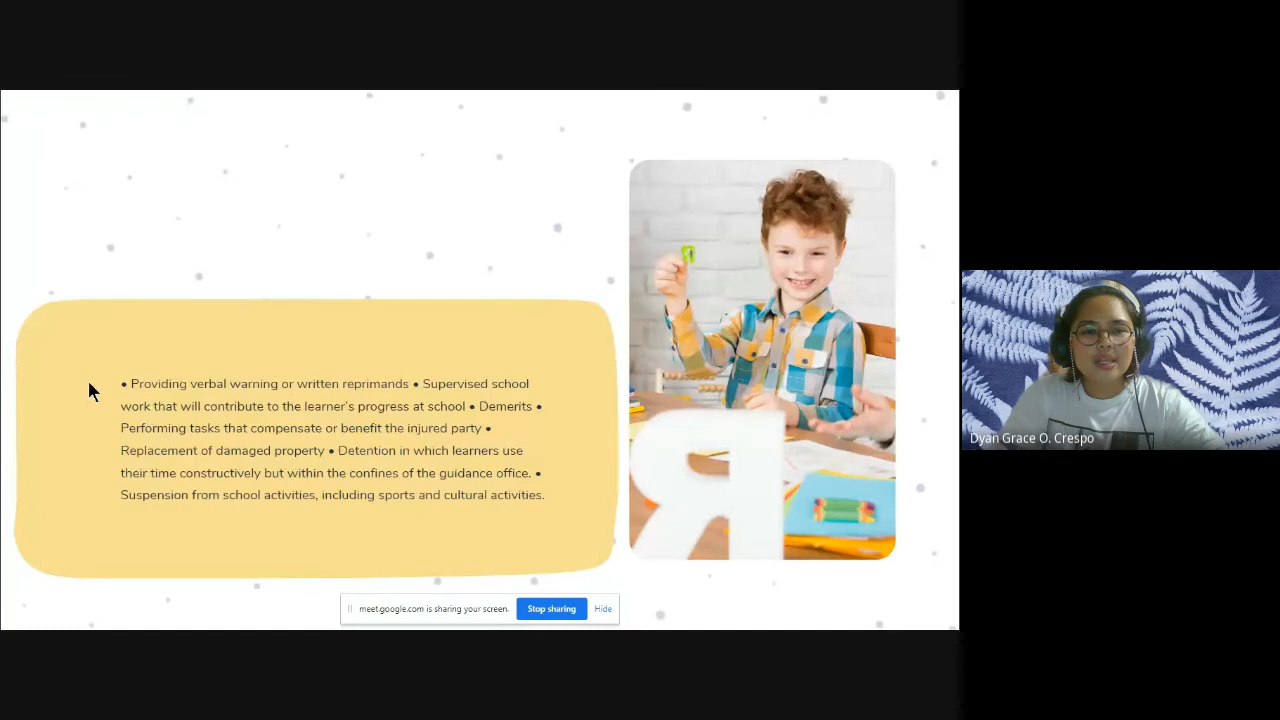 • Providing verbal warning or written reprimands • Supervised school
work that will contribute to the learner's progress at school • Demerits •
Performing tasks that compensate or benefit the injured party •
Replacement of damaged property • Detention in which learners use
their time constructively but within the confines of the guidance office. •
Suspension from school activities, including sports and cultural activities.
Я
meet.google.com is sharing your screen. Stop sharing Hide
Dyan Grace O. Crespo